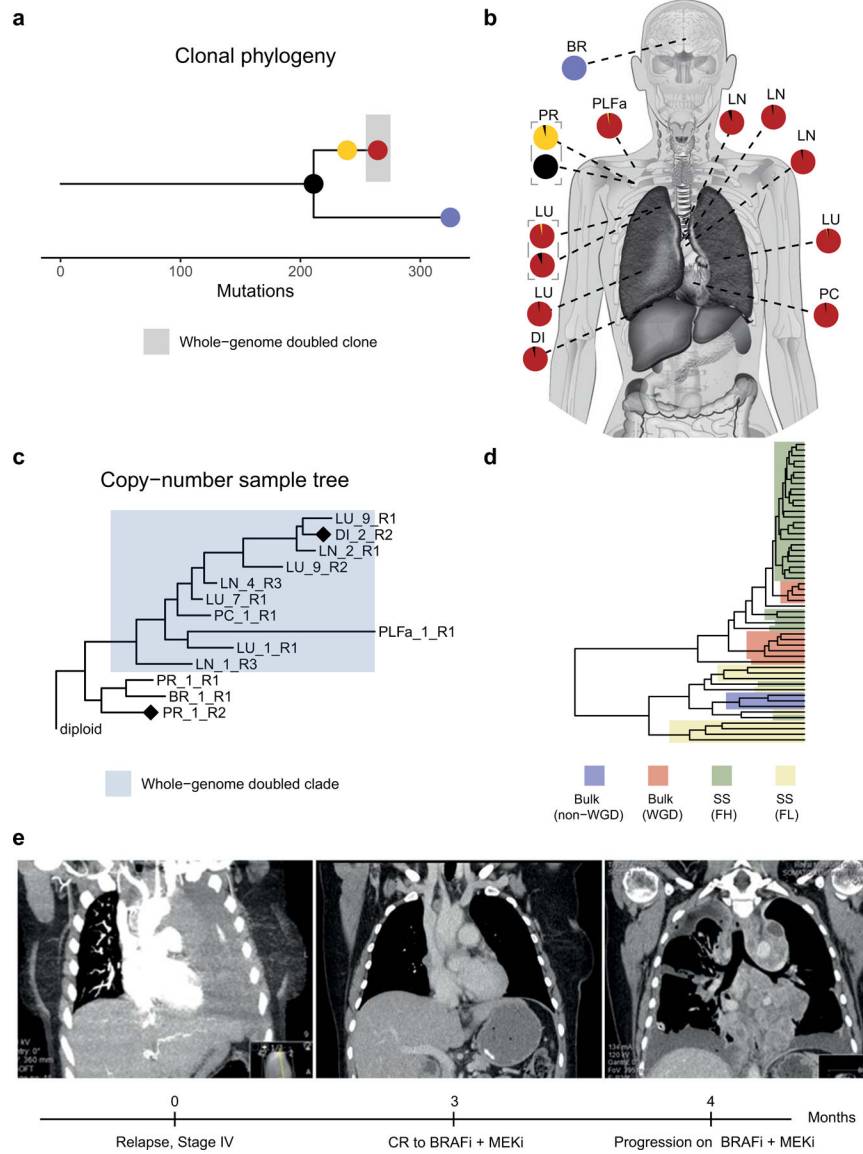 a
Clonal phylogeny
0
100
200
300
Mutations
Whole−genome doubled clone
b
BR
PR
PLFa
LN
LN
LN
LU
LU
LU
DI
LU
PC
c
Copy−number sample tree
LU_9_R1
DI_2_R2
LN_2_R1
LU_9_R2
LN_4_R3
LU_7_R1
PC_1_R1
PLFa_1_R1
LU_1_R1
LN_1_R3
PR_1_R1
BR_1_R1
PR_1_R2
diploid
Whole−genome doubled clade
d
Bulk
(non−WGD)
Bulk
(WGD)
SS
(FH)
SS
(FL)
e
0
3
4
Months
Relapse, Stage IV
CR to BRAFi + MEKi
Progression on BRAFi + MEKi